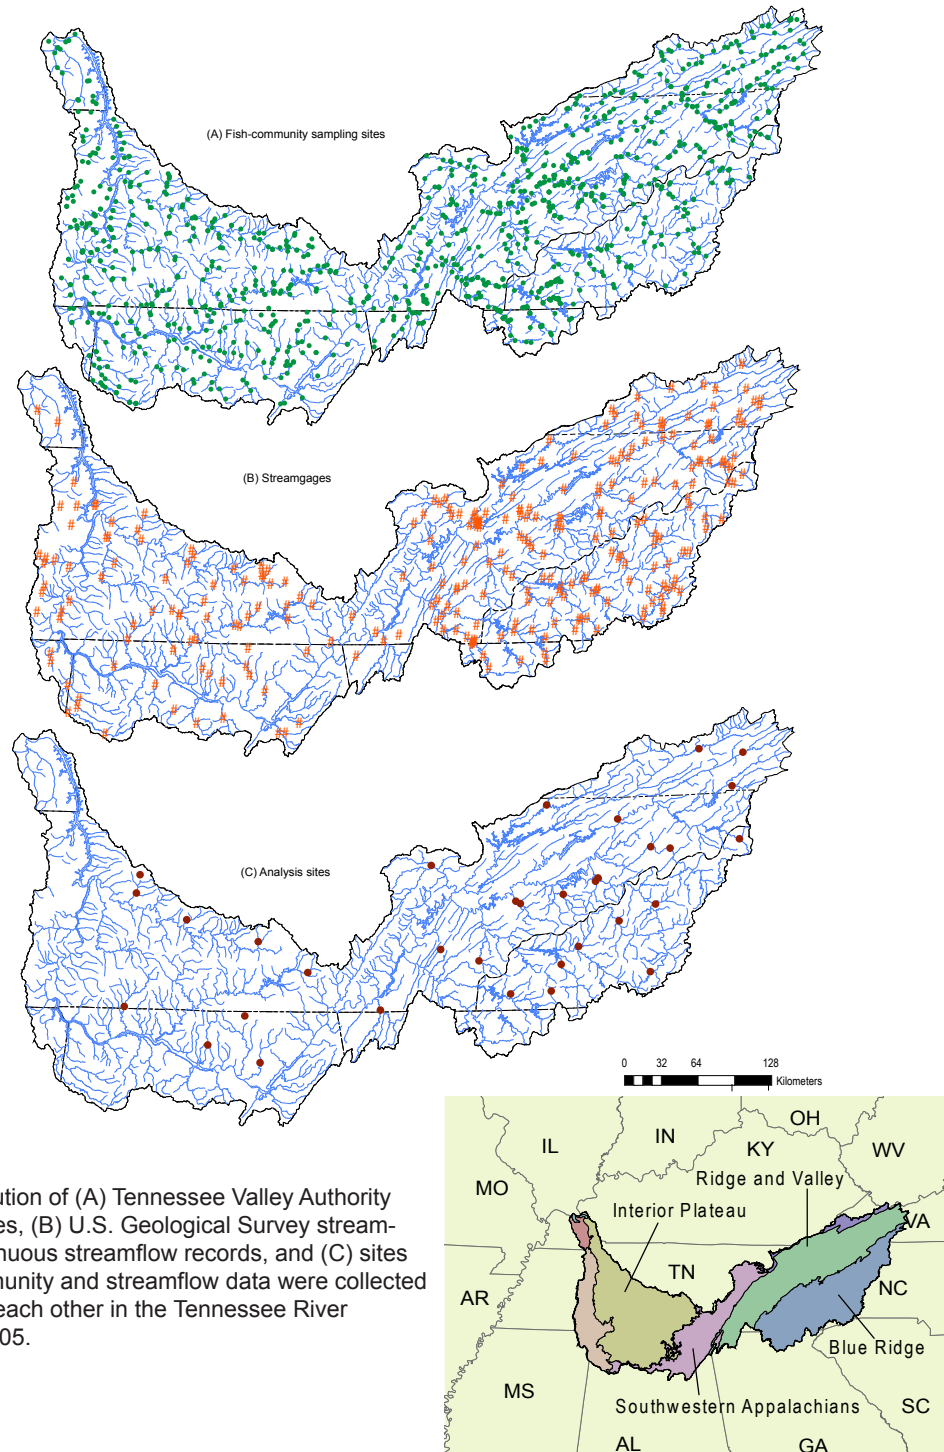 (A) Fish-community sampling sites
(B) Streamgages
(C) Analysis sites
0 32 64 128
Kilometers
OH
IL
IN
KY
WV
MO
Ridge and Valley
Interior Plateau
VA
TN
AR
NC
Blue Ridge
MS
Southwestern Appalachians
SC
AL
GA
ution of (A) Tennessee Valley Authority
es, (B) U.S. Geological Survey stream-
nuous streamflow records, and (C) sites
munity and streamflow data were collected
each other in the Tennessee River
05.